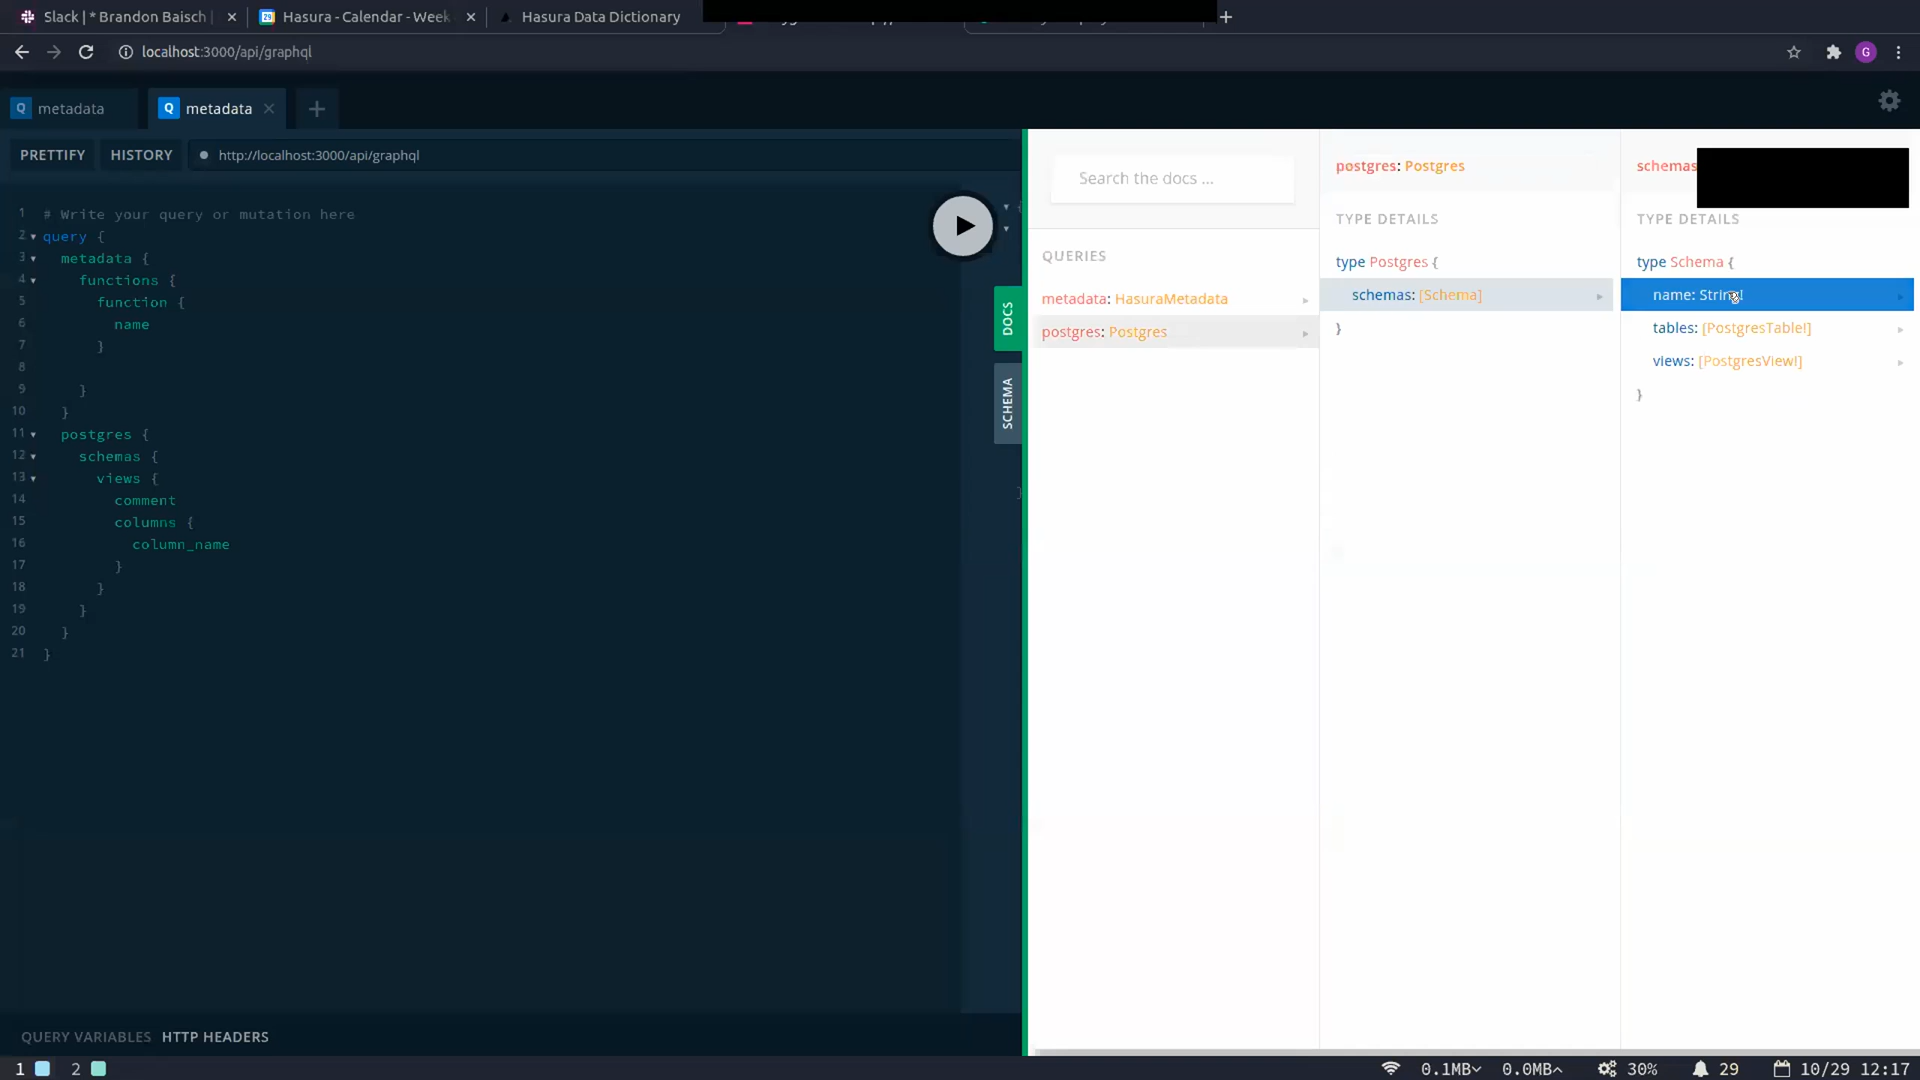 Slack | * Brandon Baisch |
Hasura - Calendar - Week
Hasura Data Dictionary
localhost:3000/api/graphql
G
Q metadata
Q metadata
PRETTIFY
HISTORY
http://localhost:3000/api/graphql
1 # Write your query or mutation here
2 query {
3 metadata {
4 functions {
5 function {
6 name
7 }
8
9 }
10 }
11 postgres {
12 schemas {
13 views {
14 comment
15 columns {
16 column_name
17 }
18 }
19 }
20 }
21 }
DOCS
SCHEMA
Search the docs ...
QUERIES
metadata: HasuraMetadata
postgres: Postgres
postgres: Postgres
TYPE DETAILS
type Postgres {
schemas: [Schema]
}
schemas
TYPE DETAILS
type Schema {
name: String!
tables: [PostgresTable!]
views: [PostgresView!]
}
QUERY VARIABLES
HTTP HEADERS
1
2
0.1MB
0.0MB
30%
29
10/29 12:17